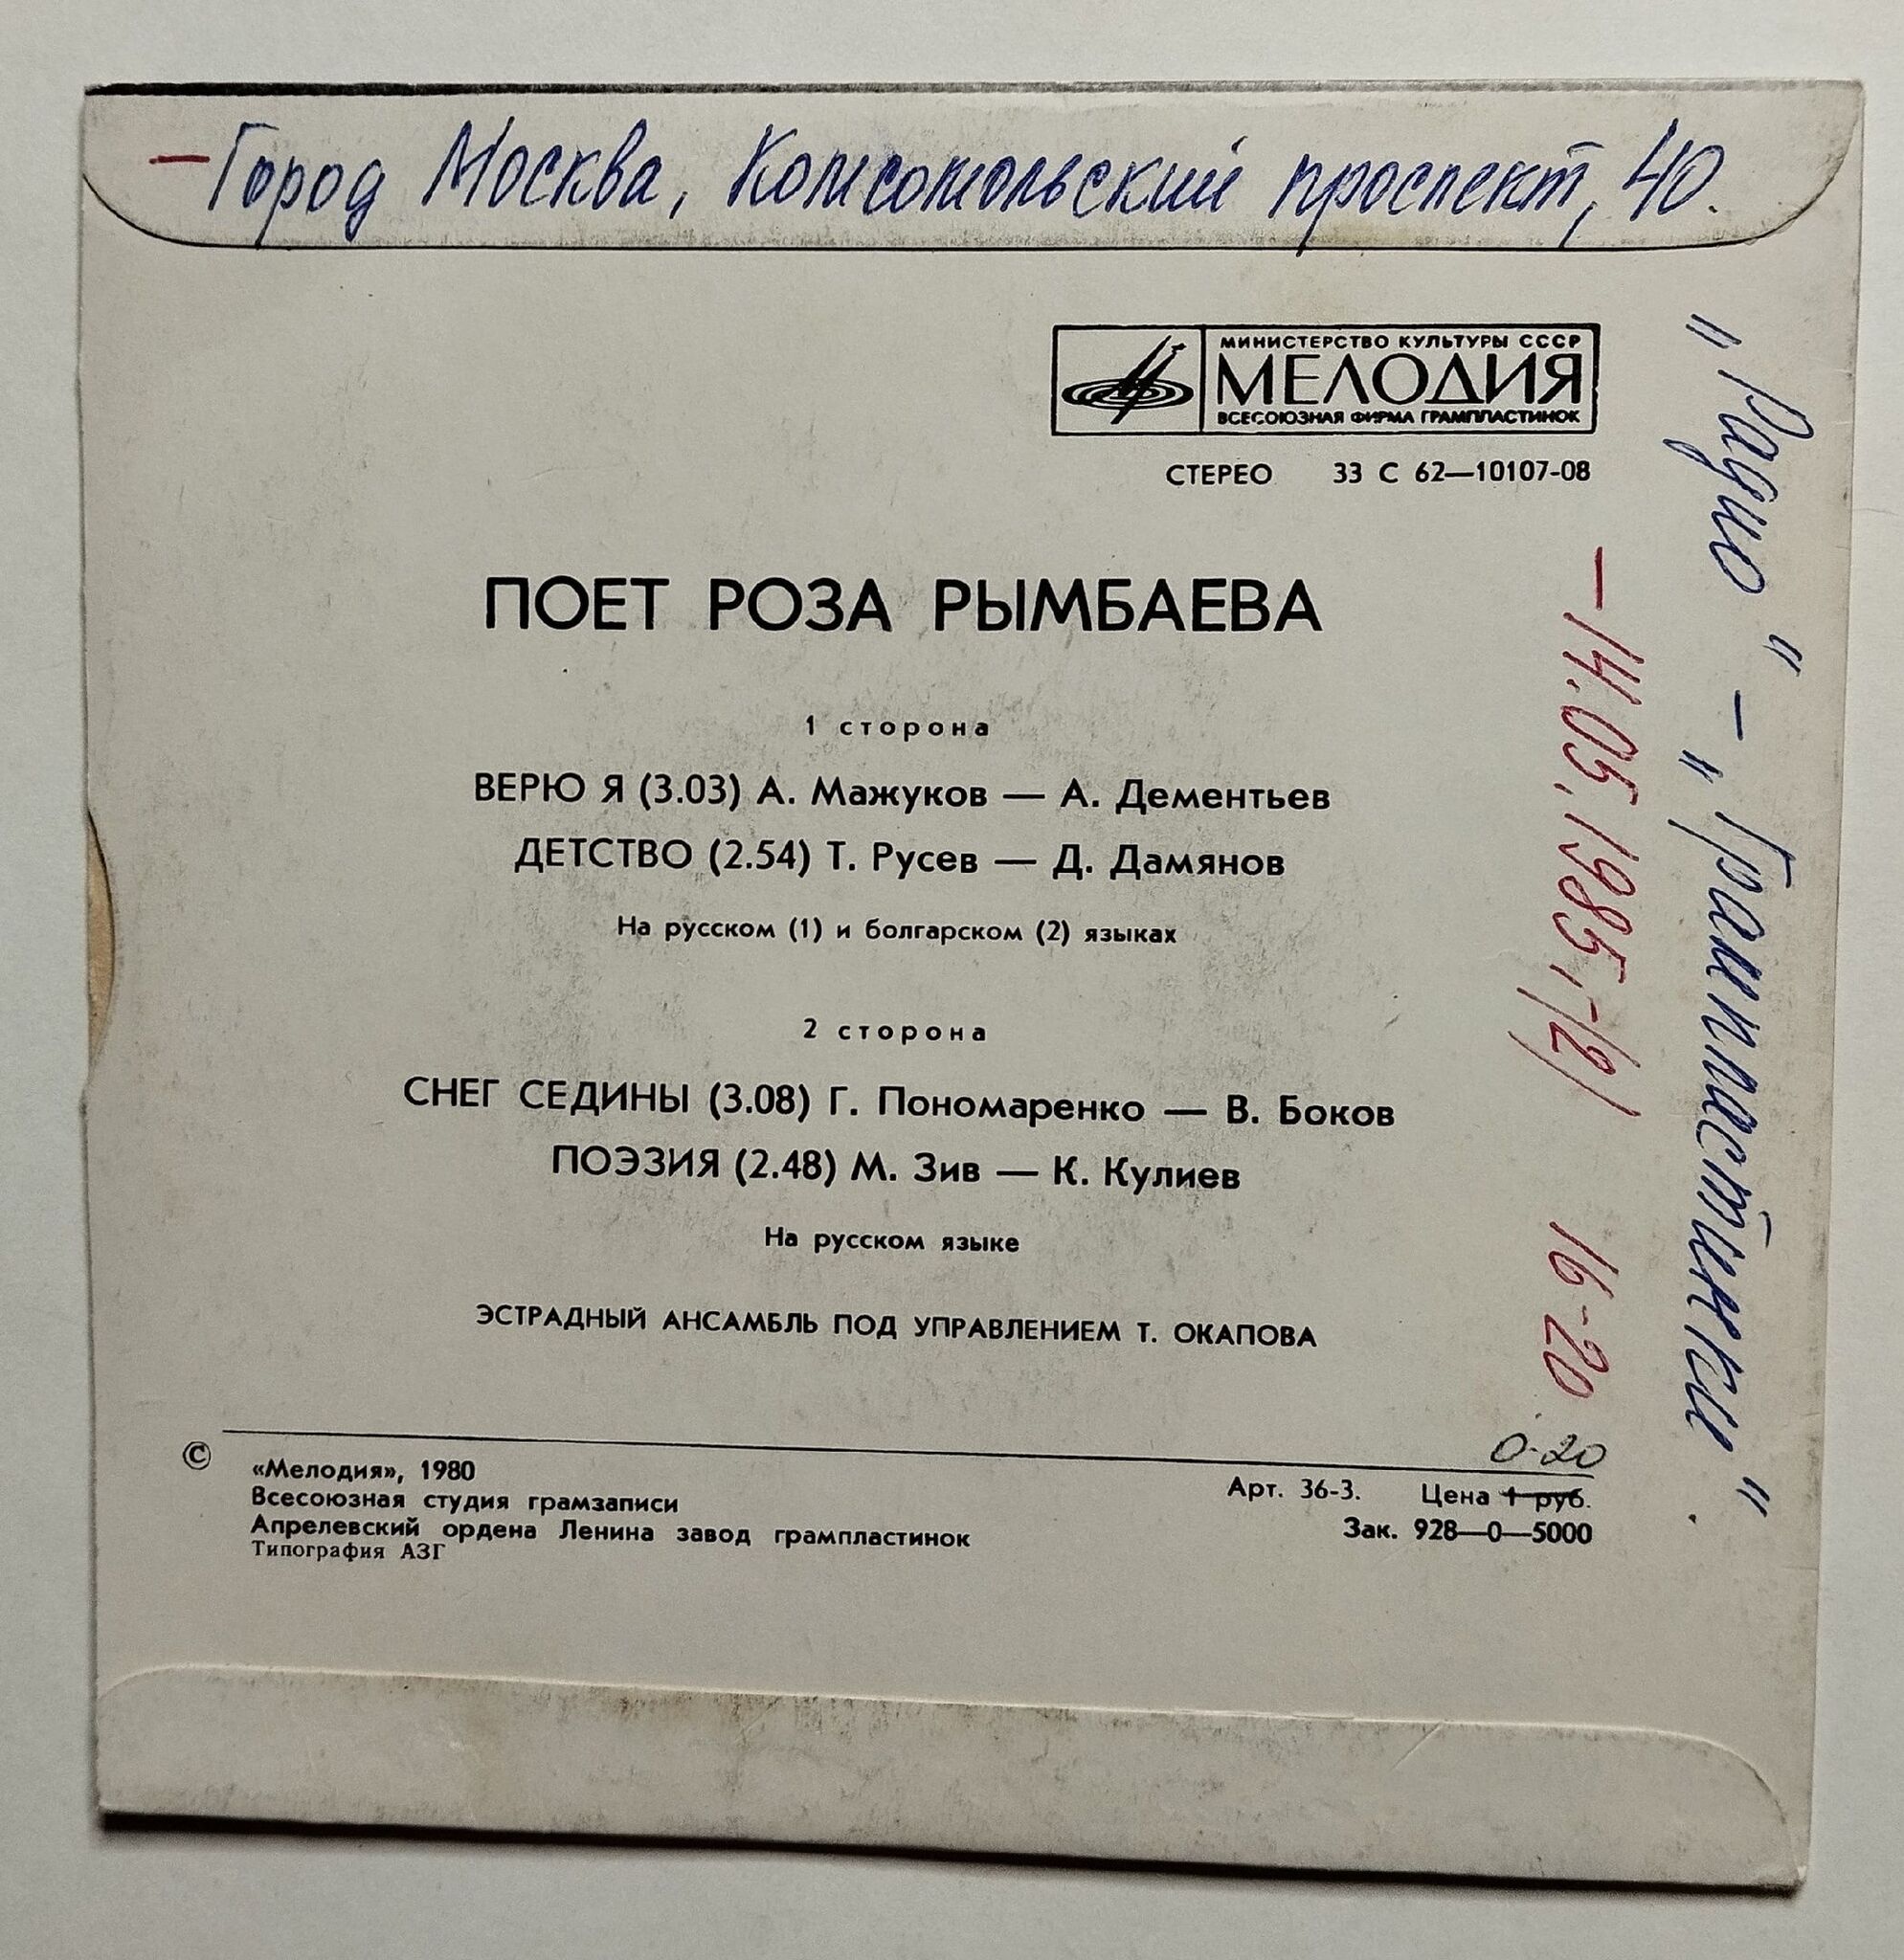 — Город Москва, Комсомольский проспект, 40.
МИНИСТЕРСТВО КУЛЬТУРЫ СССР
МЕЛОДИЯ
ВСЕСОЮЗНАЯ ФИРМА ГРАМПЛАСТИНОК
СТЕРЕО 33 С 62—10107-08
ПОЕТ РОЗА РЫМБАЕВА
1 сторона
ВЕРЮ Я (3.03) А. Мажуков — А. Дементьев
ДЕТСТВО (2.54) Т. Русев — Д. Дамянов
На русском (1) и болгарском (2) языках
2 сторона
СНЕГ СЕДИНЫ (3.08) Г. Пономаренко — В. Боков
ПОЭЗИЯ (2.48) М. Зив — К. Кулиев
На русском языке
ЭСТРАДНЫЙ АНСАМБЛЬ ПОД УПРАВЛЕНИЕМ Т. ОКАПОВА
© «Мелодия», 1980
Всесоюзная студия грамзаписи
Апрелевский ордена Ленина завод грампластинок
Типография АЗГ
0-20
Арт. 36-3. Цена 1 руб.
Зак. 928—0—5000
— 14.05.1985,-/2/
16-20
„Радио“ – „Грампластинки“.